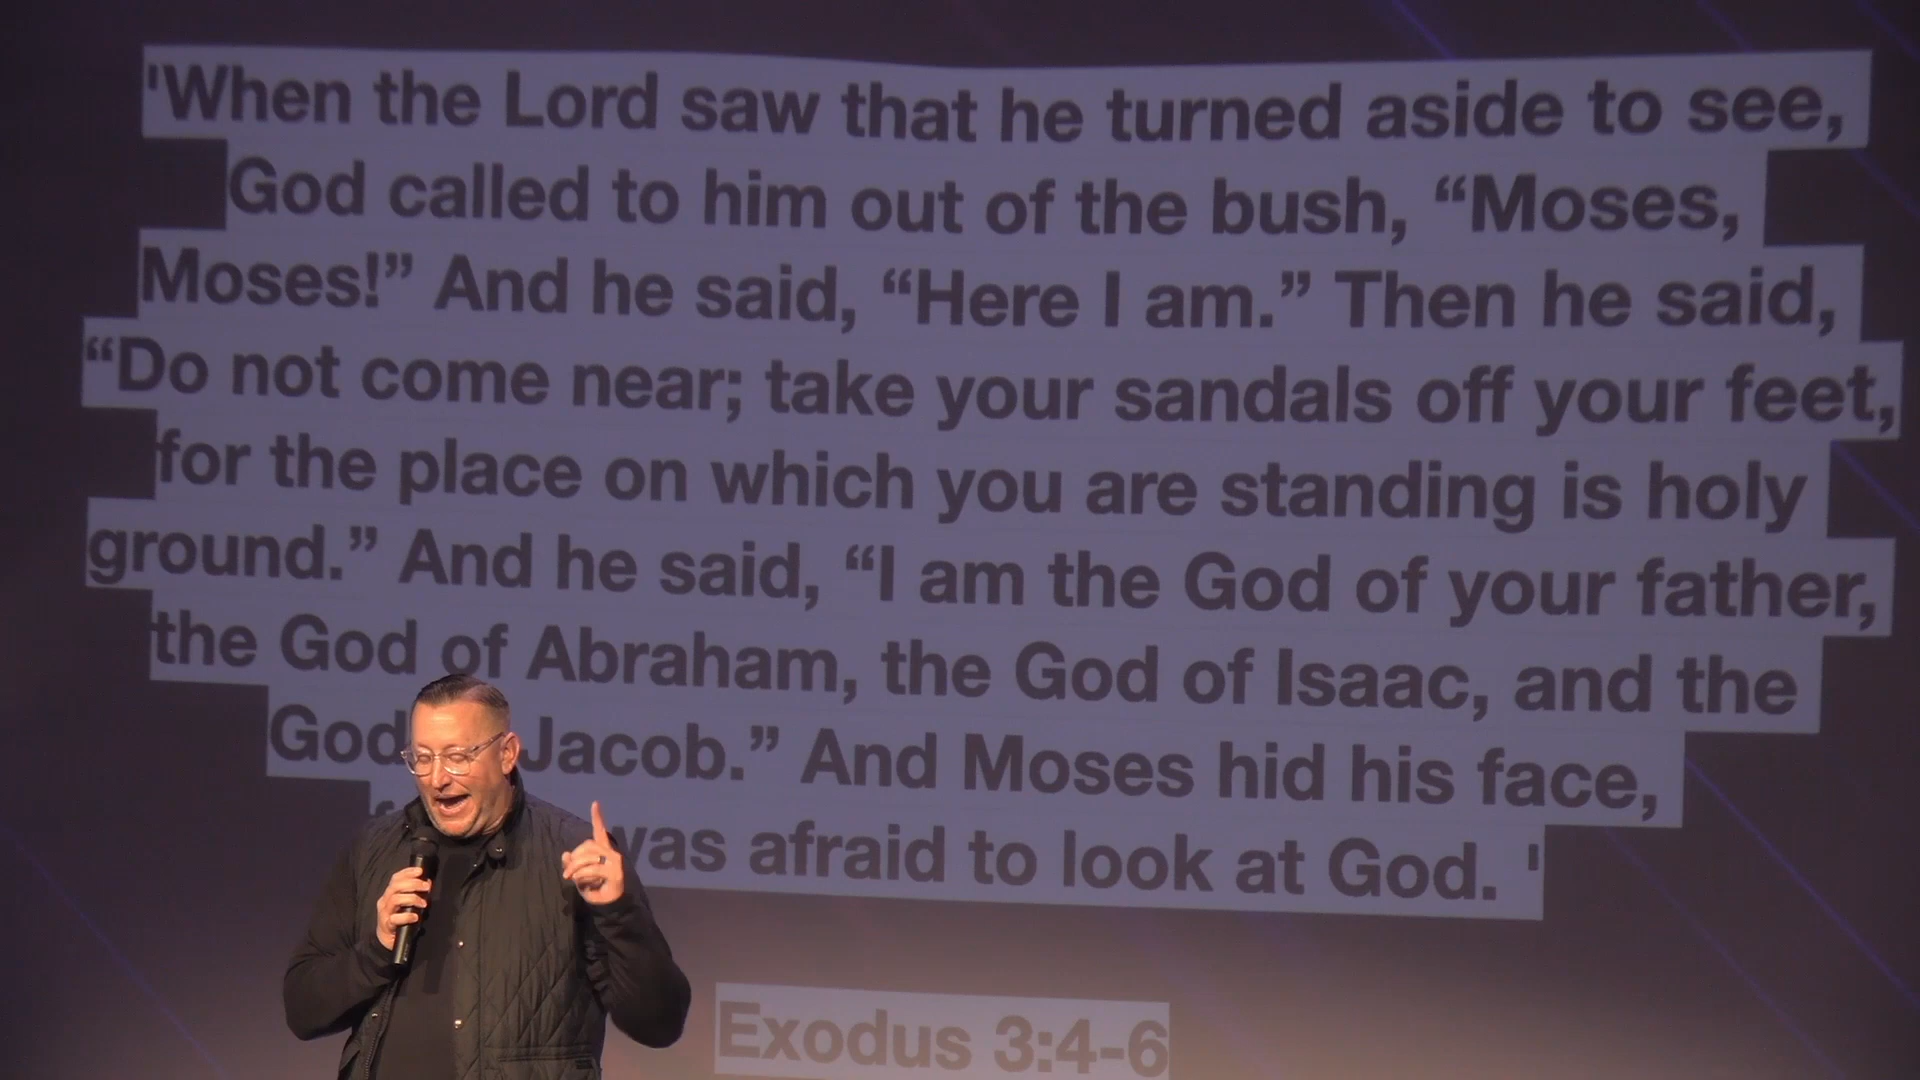 'When the Lord saw that he turned aside to see,
God called to him out of the bush, “Moses,
Moses!” And he said, “Here I am.” Then he said,
“Do not come near; take your sandals off your feet,
for the place on which you are standing is holy
ground.” And he said, “I am the God of your father,
the God of Abraham, the God of Isaac, and the
God Jacob.” And Moses hid his face,
was afraid to look at God. '
Exodus 3:4-6